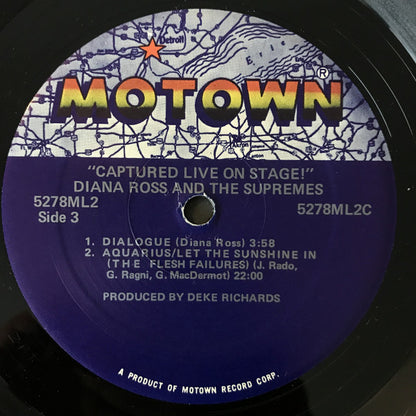 Detroit
Erie
MOTOWN®
"CAPTURED LIVE ON STAGE!"
DIANA ROSS AND THE SUPREMES
5278ML2
Side 3
5278ML2C
1. DIALOGUE (Diana Ross) 3:58
2. AQUARIUS/LET THE SUNSHINE IN
(THE FLESH FAILURES) (J. Rado,
G. Ragni, G. MacDermot) 22:00
PRODUCED BY DEKE RICHARDS
A PRODUCT OF MOTOWN RECORD CORP.